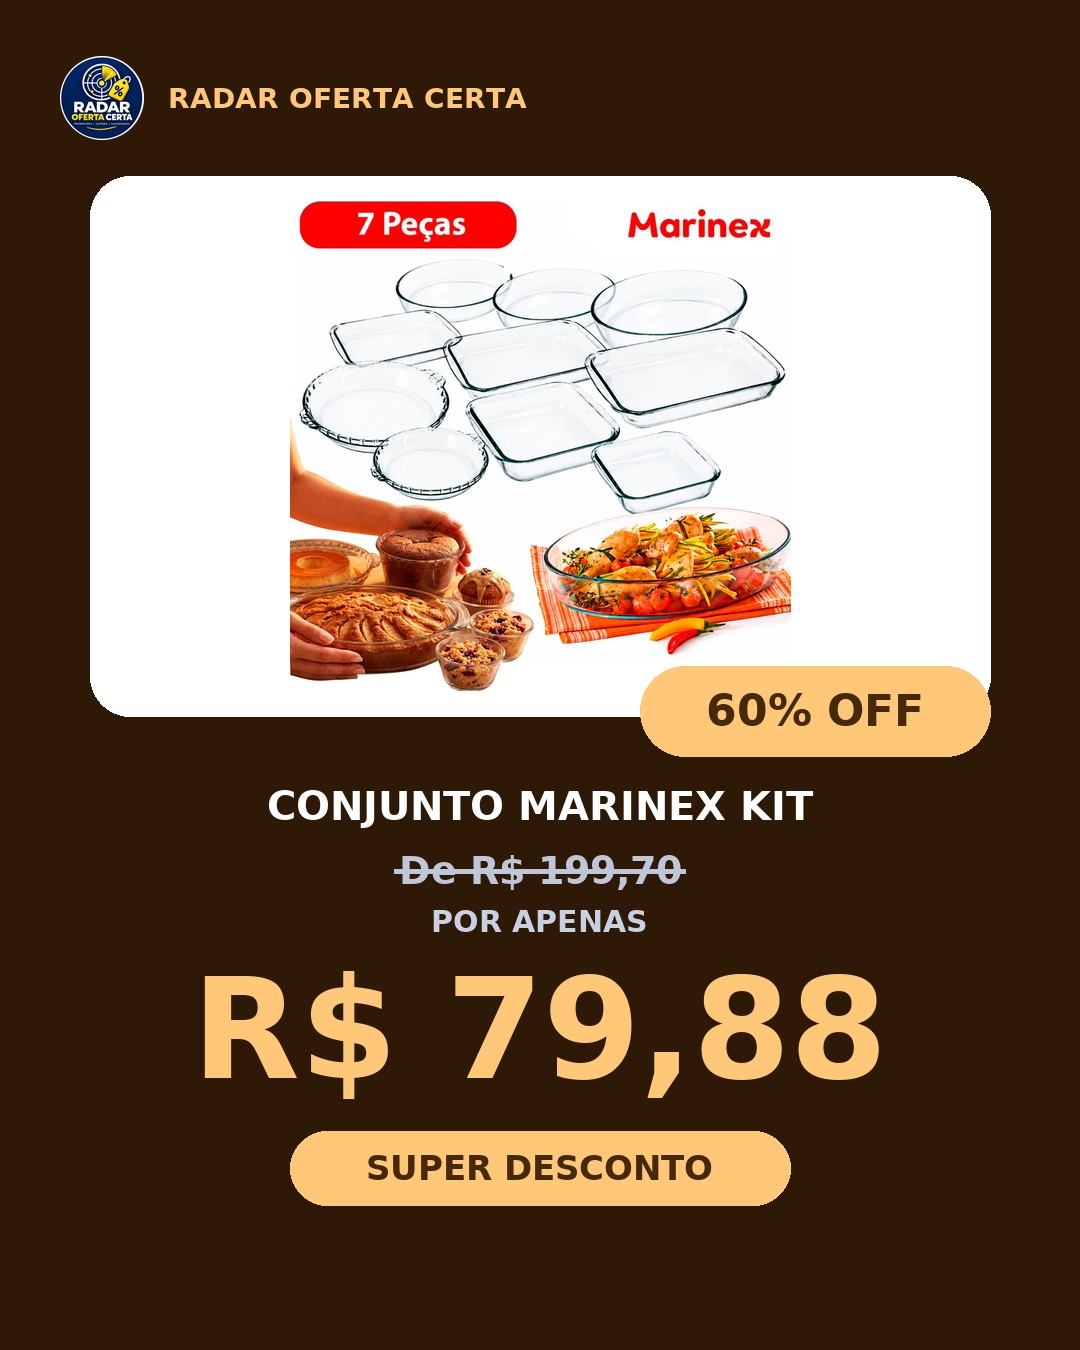 RADAR
OFERTA CERTA
RADAR OFERTA CERTA
7 Peças
Marinex
60% OFF
CONJUNTO MARINEX KIT
De R$ 199,70
POR APENAS
R$ 79,88
SUPER DESCONTO